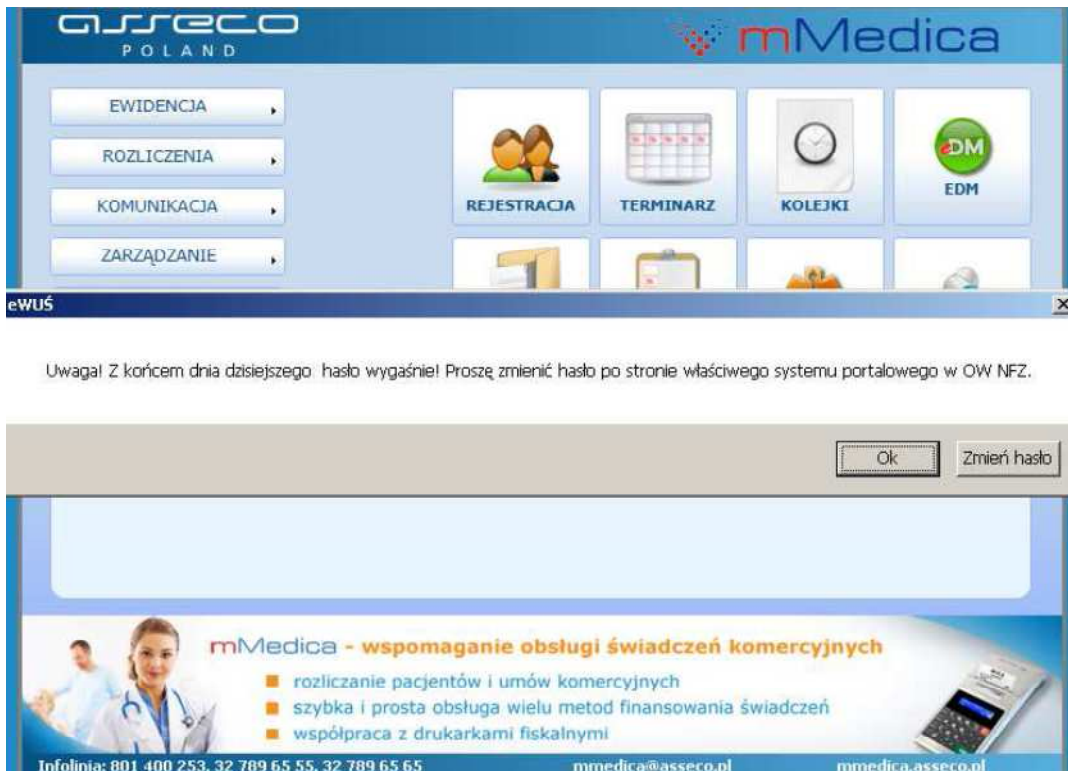 asseco
POLAND
mMedica
EWIDENCJA
ROZLICZENIA
KOMUNIKACJA
ZARZĄDZANIE
REJESTRACJA
TERMINARZ
KOLEJKI
eDM
EDM
eWUŚ
Uwaga! Z końcem dnia dzisiejszego hasło wygaśnie! Proszę zmienić hasło po stronie właściwego systemu portalowego w OW NFZ.
Ok
Zmień hasło
mMedica - wspomaganie obsługi świadczeń komercyjnych
rozliczanie pacjentów i umów komercyjnych
szybka i prosta obsługa wielu metod finansowania świadczeń
współpraca z drukarkami fiskalnymi
Infolinia: 801 400 253, 32 789 65 55, 32 789 65 65
mmedica@asseco.pl
mmedica.asseco.pl